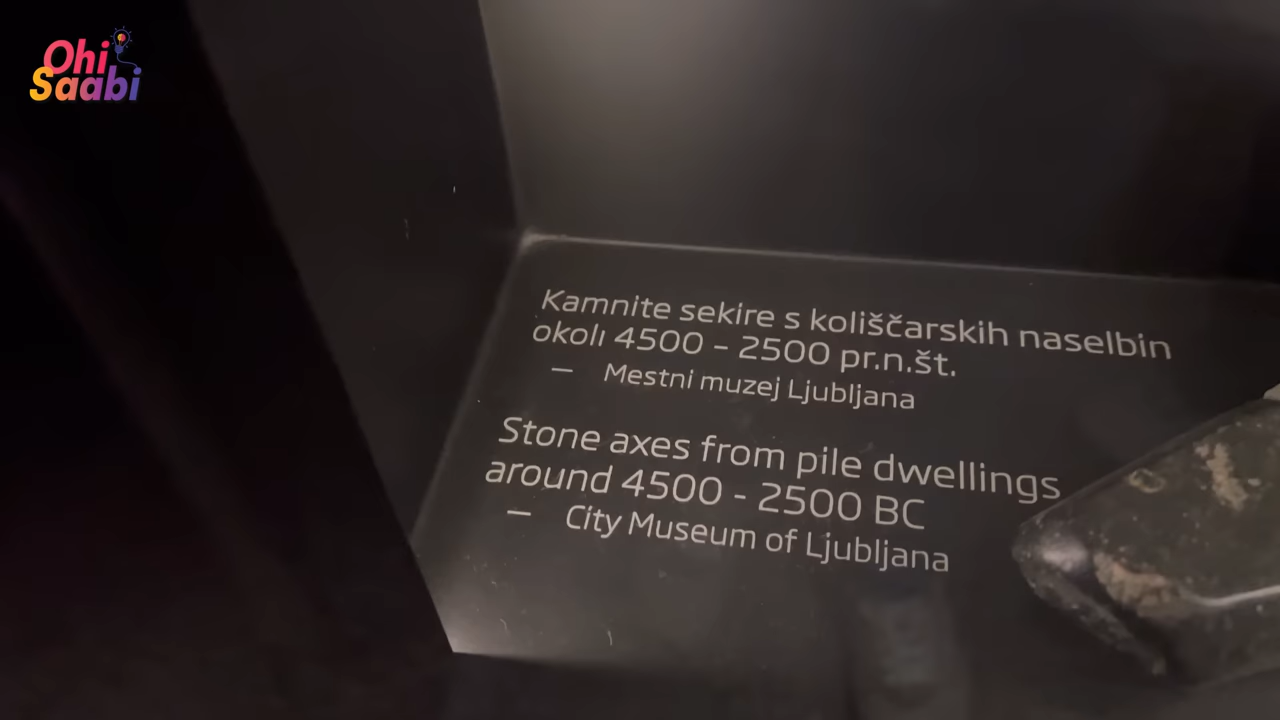 Ohi
Saabi
Kamnite sekire s koliščarskih naselbin
okoli 4500 – 2500 pr.n.št.
— Mestni muzej Ljubljana
Stone axes from pile dwellings
around 4500 - 2500 BC
— City Museum of Ljubljana